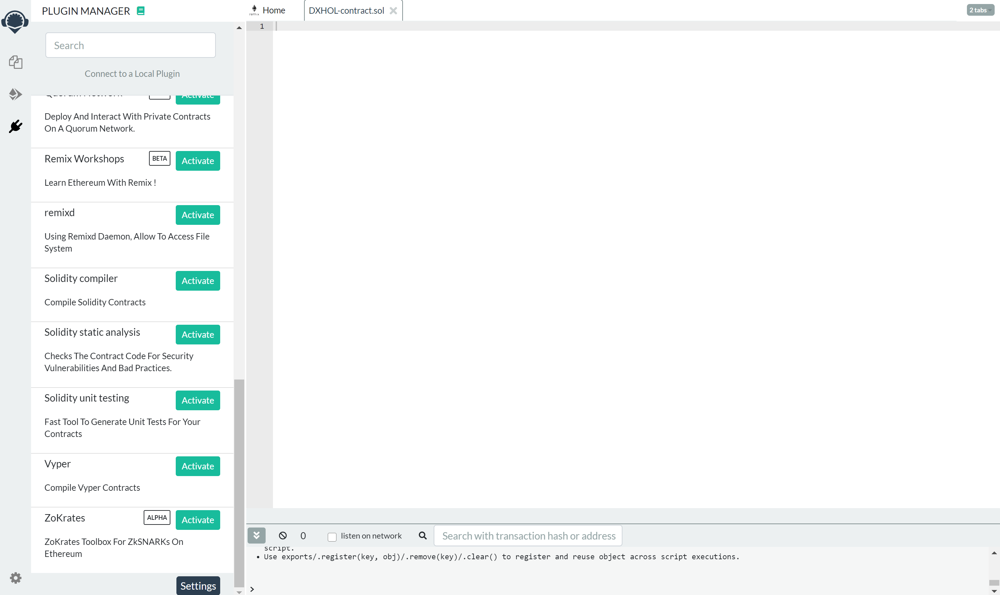 PLUGIN MANAGER
Search
Connect to a Local Plugin
Quorum Network
Activate
Deploy And Interact With Private Contracts
On A Quorum Network.
Remix Workshops BETA Activate
Learn Ethereum With Remix !
remixd Activate
Using Remixd Daemon, Allow To Access File
System
Solidity compiler Activate
Compile Solidity Contracts
Solidity static analysis Activate
Checks The Contract Code For Security
Vulnerabilities And Bad Practices.
Solidity unit testing Activate
Fast Tool To Generate Unit Tests For Your
Contracts
Vyper Activate
Compile Vyper Contracts
ZoKrates ALPHA Activate
ZoKrates Toolbox For ZkSNARKs On
Ethereum
Settings
remix Home DXHOL-contract.sol 2 tabs
1
0 listen on network Search with transaction hash or address
script.
• Use exports/.register(key, obj)/.remove(key)/.clear() to register and reuse object across script executions.
>